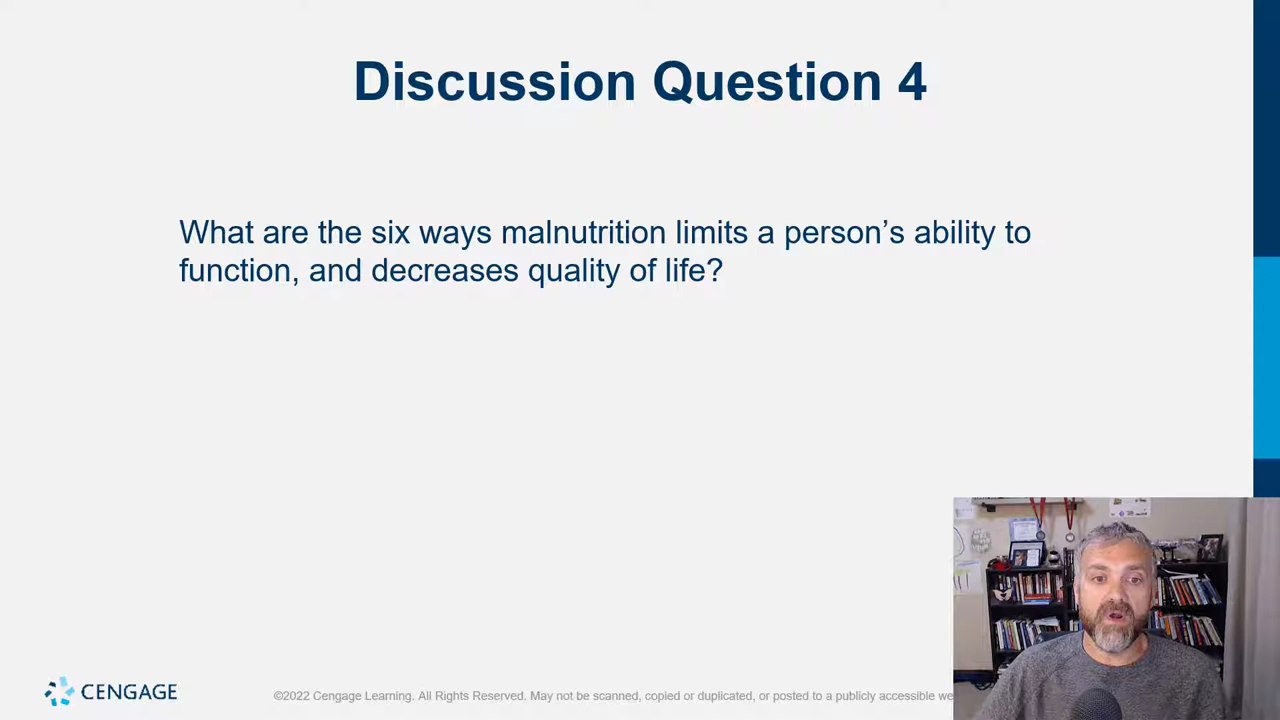 Discussion Question 4
What are the six ways malnutrition limits a person’s ability to
function, and decreases quality of life?
CENGAGE
©2022 Cengage Learning. All Rights Reserved. May not be scanned, copied or duplicated, or posted to a publicly accessible